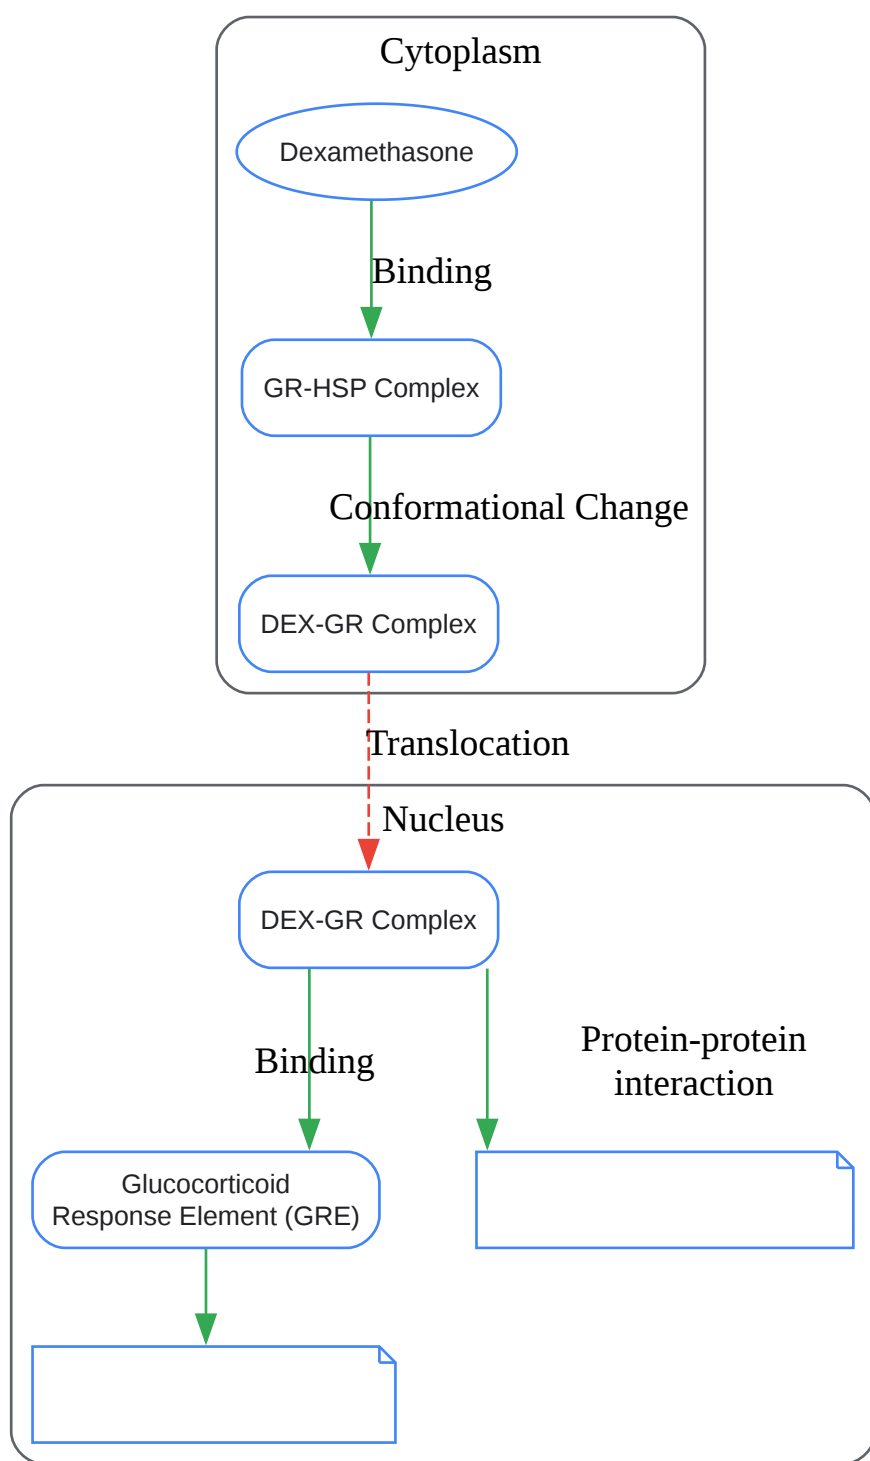 Cytoplasm
Dexamethasone
Binding
GR-HSP Complex
Conformational Change
DEX-GR Complex
Translocation
Nucleus
DEX-GR Complex
Binding
Protein-protein
interaction
Glucocorticoid
Response Element (GRE)